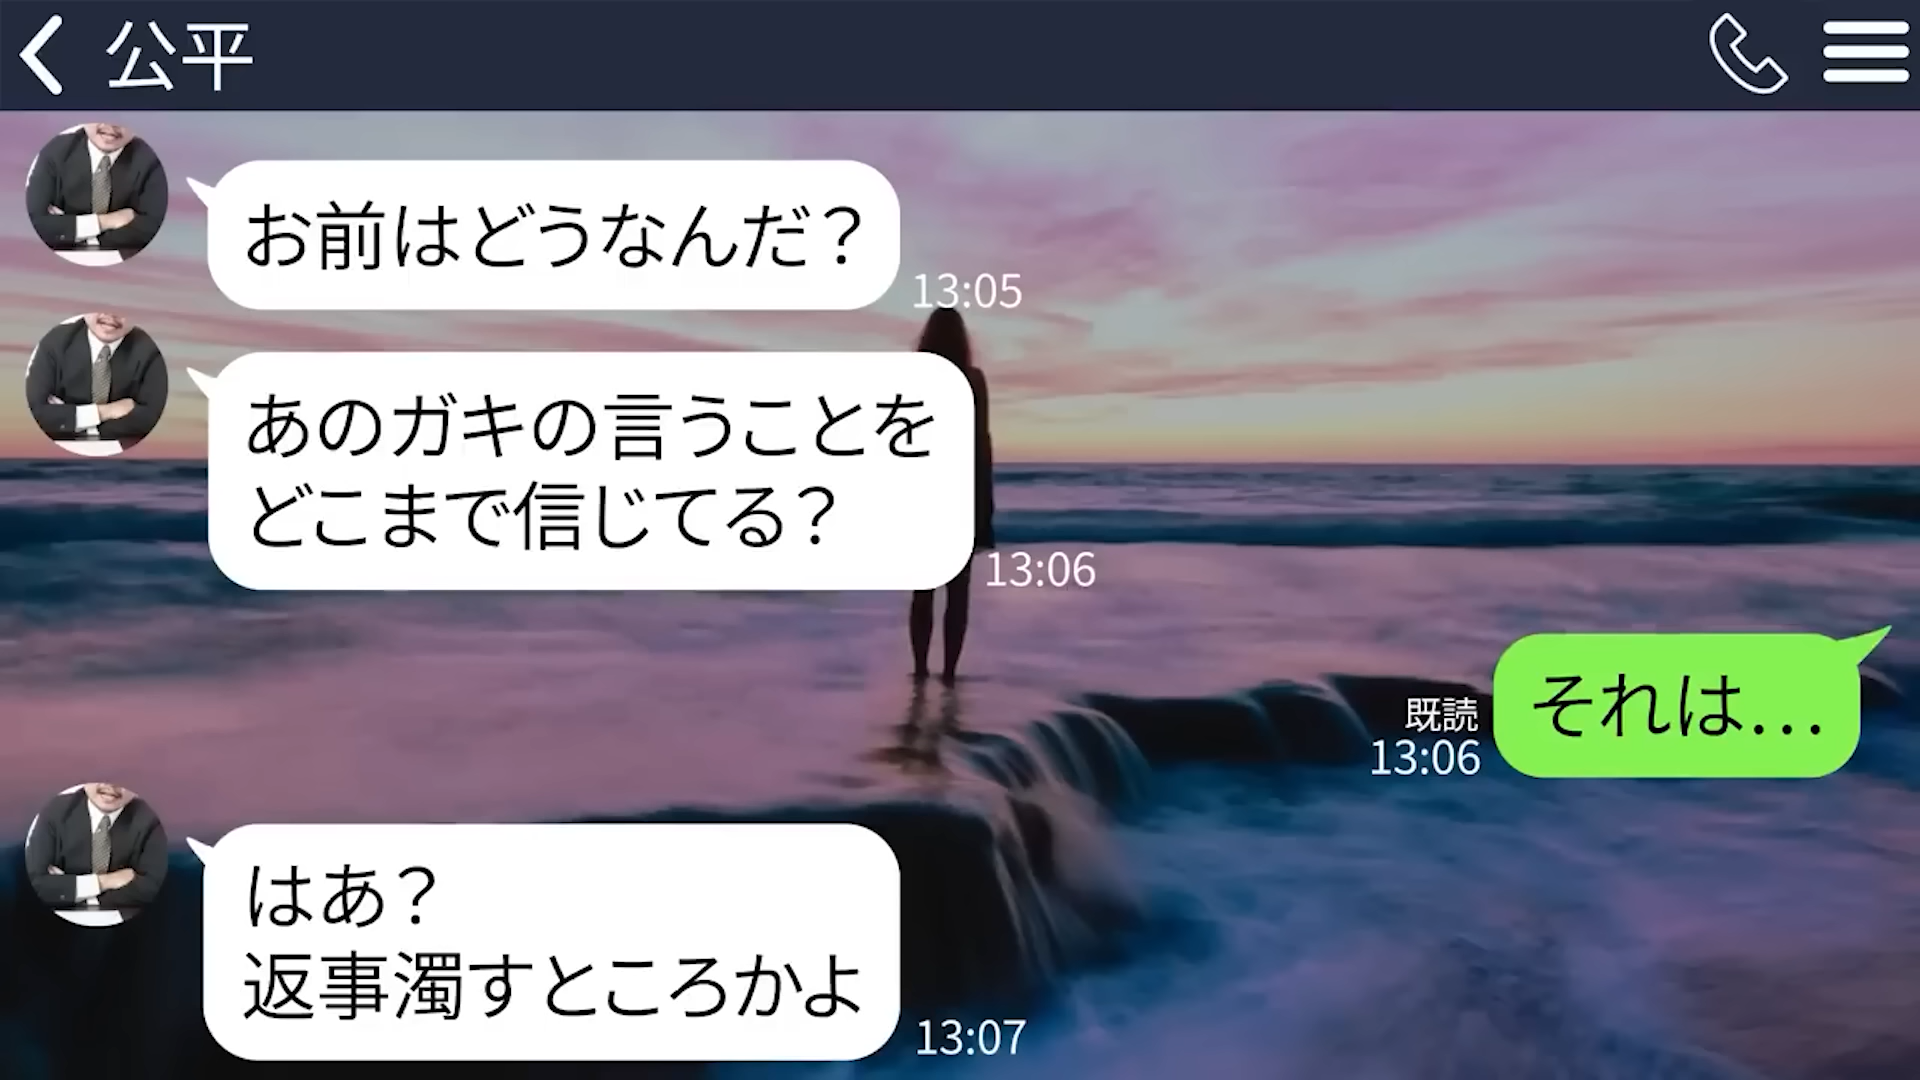 公平
お前はどうなんだ？
13:05
あのガキの言うことを
どこまで信じてる？
13:06
それは...
既読
13:06
はあ？
返事濁すところかよ
13:07